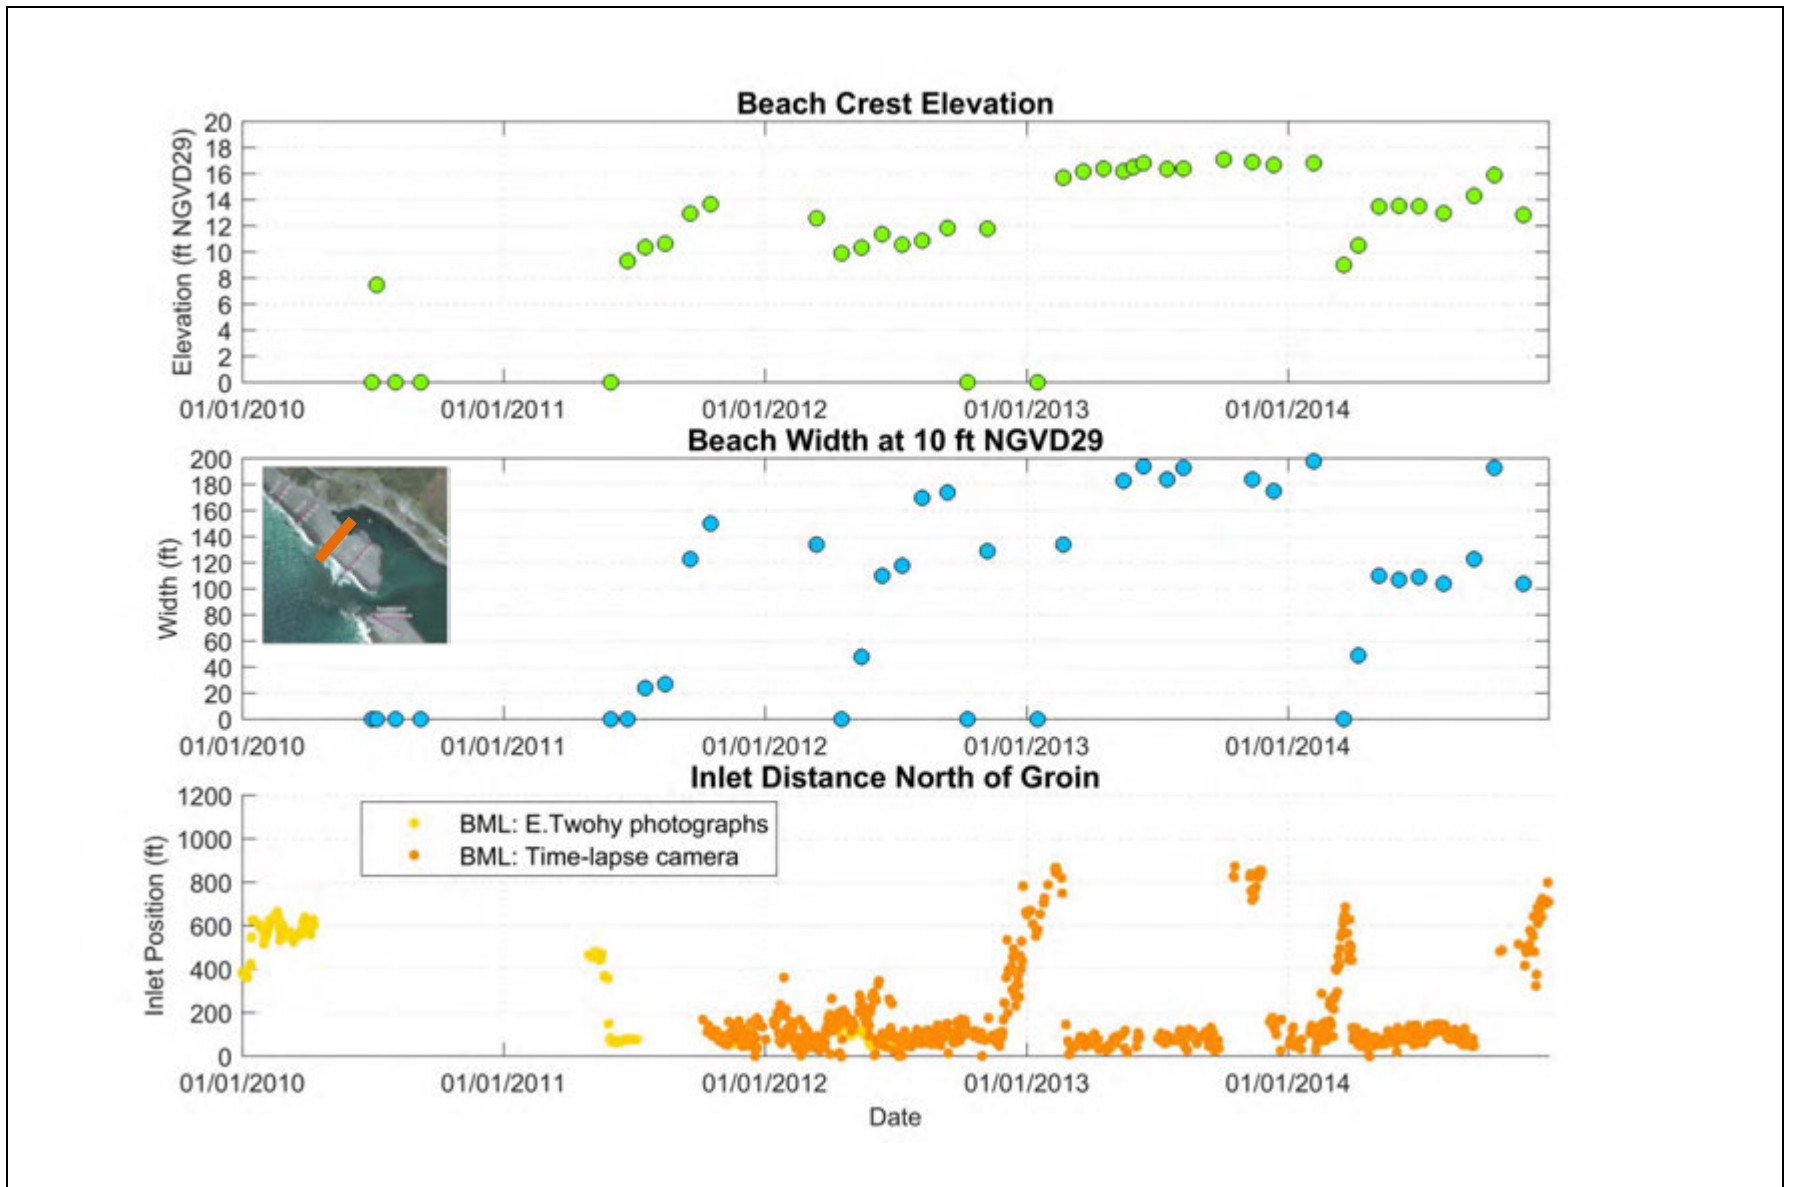 Beach Crest Elevation
Elevation (ft NGVD29)
20
18
16
14
12
10
8
6
4
2
0
01/01/2010 01/01/2011 01/01/2012 01/01/2013 01/01/2014
Beach Width at 10 ft NGVD29
Width (ft)
200
180
160
140
120
100
80
60
40
20
0
01/01/2010 01/01/2011 01/01/2012 01/01/2013 01/01/2014
Inlet Distance North of Groin
Inlet Position (ft)
1200
1000
800
600
400
200
0
BML: E.Twohy photographs
BML: Time-lapse camera
01/01/2010 01/01/2011 01/01/2012 01/01/2013 01/01/2014
Date